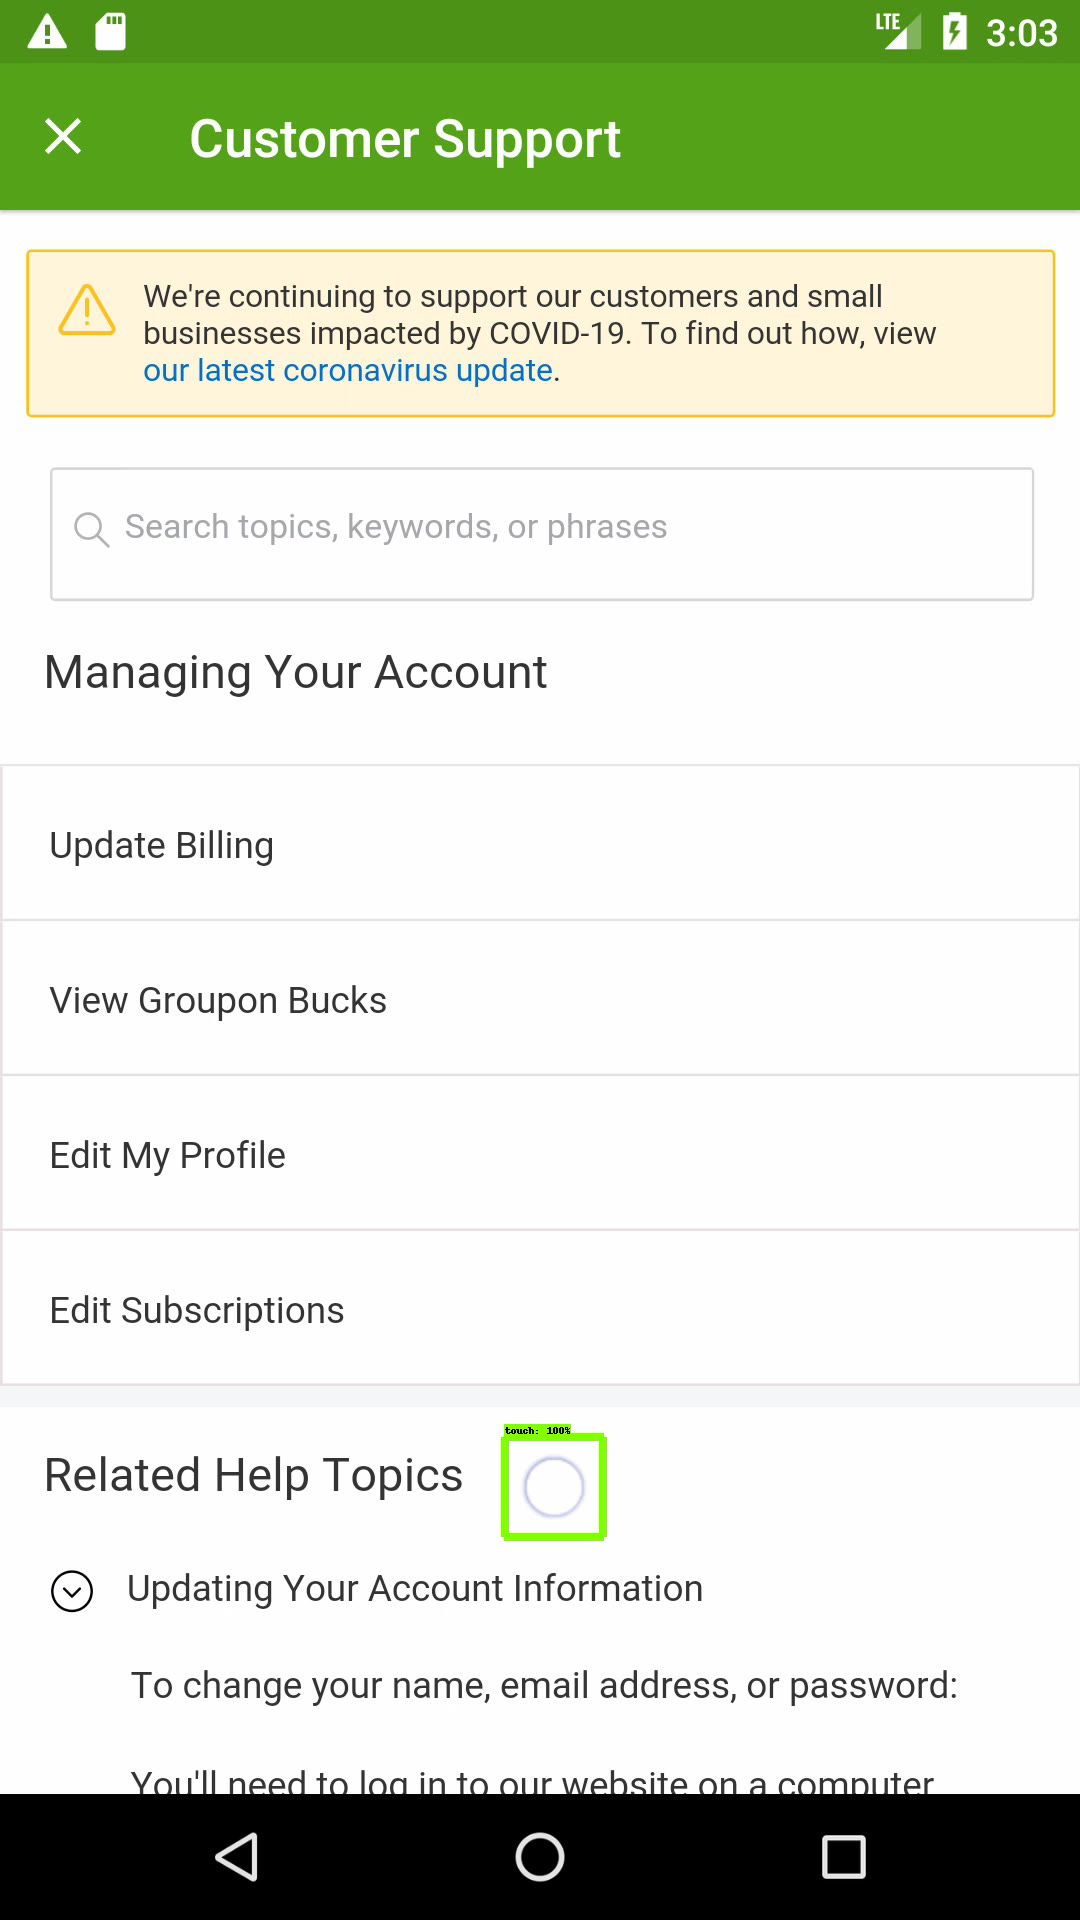 LTE 3:03
Customer Support
We're continuing to support our customers and small
businesses impacted by COVID-19. To find out how, view
our latest coronavirus update.
Search topics, keywords, or phrases
Managing Your Account
Update Billing
View Groupon Bucks
Edit My Profile
Edit Subscriptions
touch: 100%
Related Help Topics
Updating Your Account Information
To change your name, email address, or password:
You'll need to log in to our website on a computer